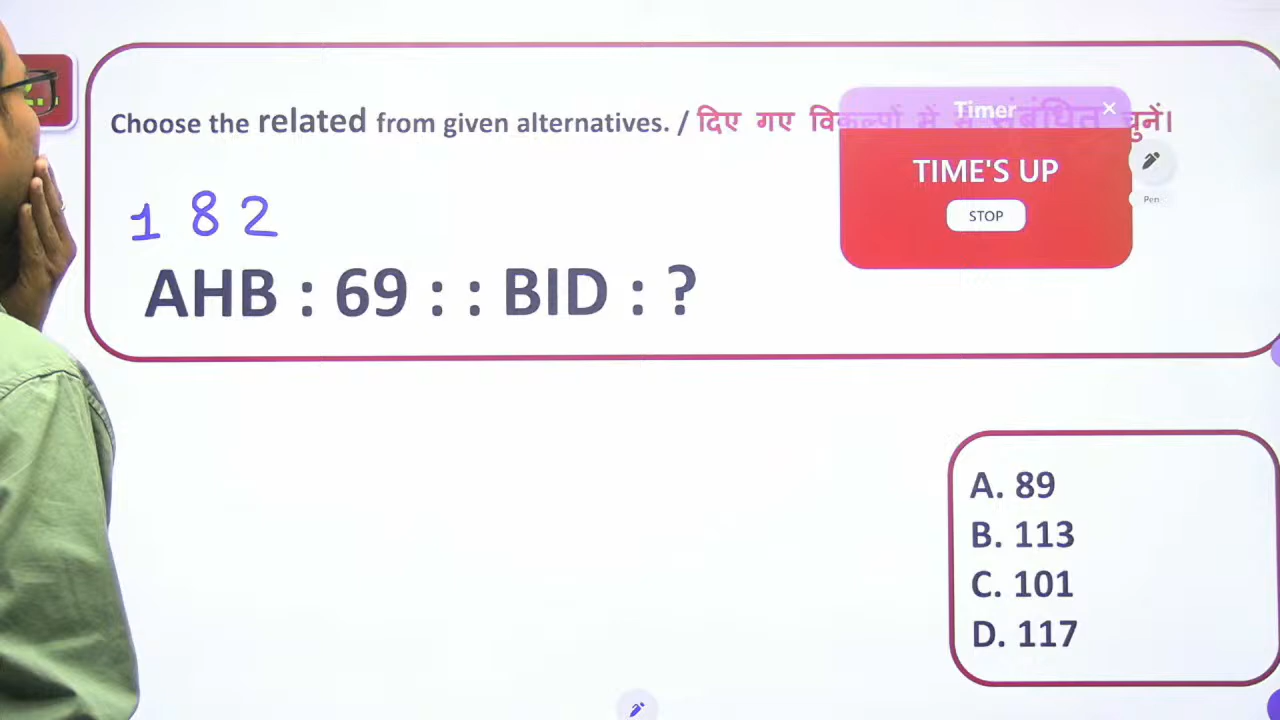 Choose the related from given alternatives. / दिए गए विकल्पों में से संबंधित चुनें।
Timer
TIME'S UP
STOP
Pen
1 8 2
AHB : 69 : : BID : ?
A. 89
B. 113
C. 101
D. 117